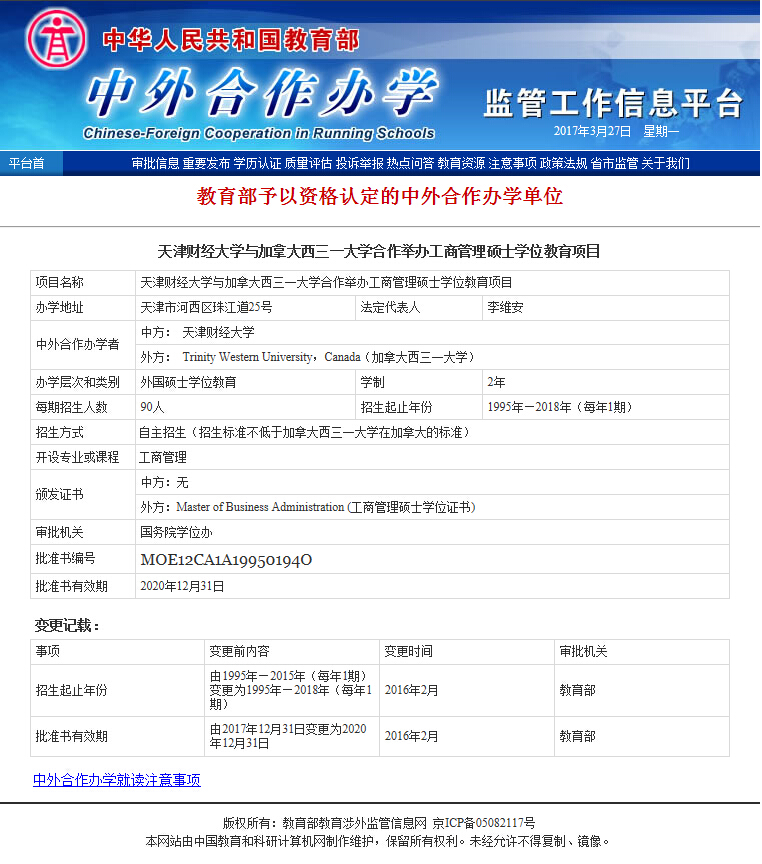 中华人民共和国教育部
中外合作办学
监管工作信息平台
Chinese-Foreign Cooperation in Running Schools
2017年3月27日 星期一
平台首 审批信息 重要发布 学历认证 质量评估 投诉举报 热点问答 教育资源 注意事项 政策法规 省市监管 关于我们
教育部予以资格认定的中外合作办学单位
天津财经大学与加拿大西三一大学合作举办工商管理硕士学位教育项目
项目名称 天津财经大学与加拿大西三一大学合作举办工商管理硕士学位教育项目
办学地址 天津市河西区珠江道25号 法定代表人 李维安
中外合作办学者
中方： 天津财经大学
外方： Trinity Western University，Canada（加拿大西三一大学）
办学层次和类别 外国硕士学位教育 学制 2年
每期招生人数 90人 招生起止年份 1995年－2018年（每年1期）
招生方式 自主招生（招生标准不低于加拿大西三一大学在加拿大的标准）
开设专业或课程 工商管理
颁发证书
中方：无
外方：Master of Business Administration (工商管理硕士学位证书)
审批机关 国务院学位办
批准书编号 MOE12CA1A19950194O
批准书有效期 2020年12月31日
变更记载：
事项 变更前内容 变更时间 审批机关
招生起止年份 由1995年－2015年（每年1期）
变更为1995年－2018年（每年1
期） 2016年2月 教育部
批准书有效期 由2017年12月31日变更为2020
年12月31日 2016年2月 教育部
中外合作办学就读注意事项
版权所有：教育部教育涉外监管信息网 京ICP备05082117号
本网站由中国教育和科研计算机网制作维护，保留所有权利。未经允许不得复制、镜像。